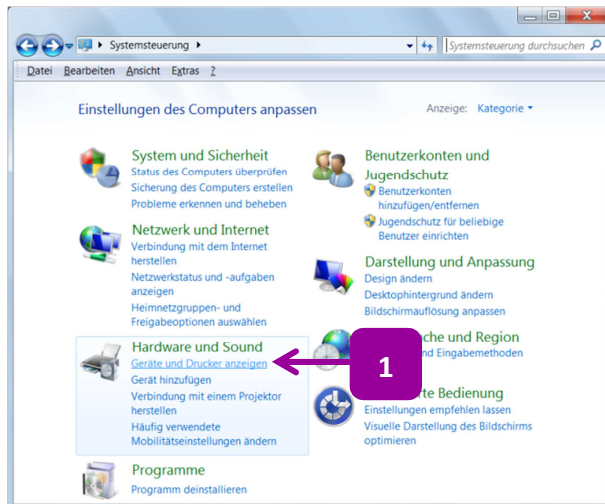 Systemsteuerung
Systemsteuerung durchsuchen
Datei Bearbeiten Ansicht Extras ?
Einstellungen des Computers anpassen
Anzeige: Kategorie
System und Sicherheit
Status des Computers überprüfen
Sicherung des Computers erstellen
Probleme erkennen und beheben
Netzwerk und Internet
Verbindung mit dem Internet
herstellen
Netzwerkstatus und -aufgaben
anzeigen
Heimnetzgruppen- und
Freigabeoptionen auswählen
Hardware und Sound
Geräte und Drucker anzeigen
Gerät hinzufügen
Verbindung mit einem Projektor
herstellen
Häufig verwendete
Mobilitätseinstellungen ändern
Programme
Programm deinstallieren
Benutzerkonten und
Jugendschutz
Benutzerkonten
hinzufügen/entfernen
Jugendschutz für beliebige
Benutzer einrichten
Darstellung und Anpassung
Design ändern
Desktophintergrund ändern
Bildschirmauflösung anpassen
che und Region
nd Eingabemethoden
rte Bedienung
Einstellungen empfehlen lassen
Visuelle Darstellung des Bildschirms
optimieren
1